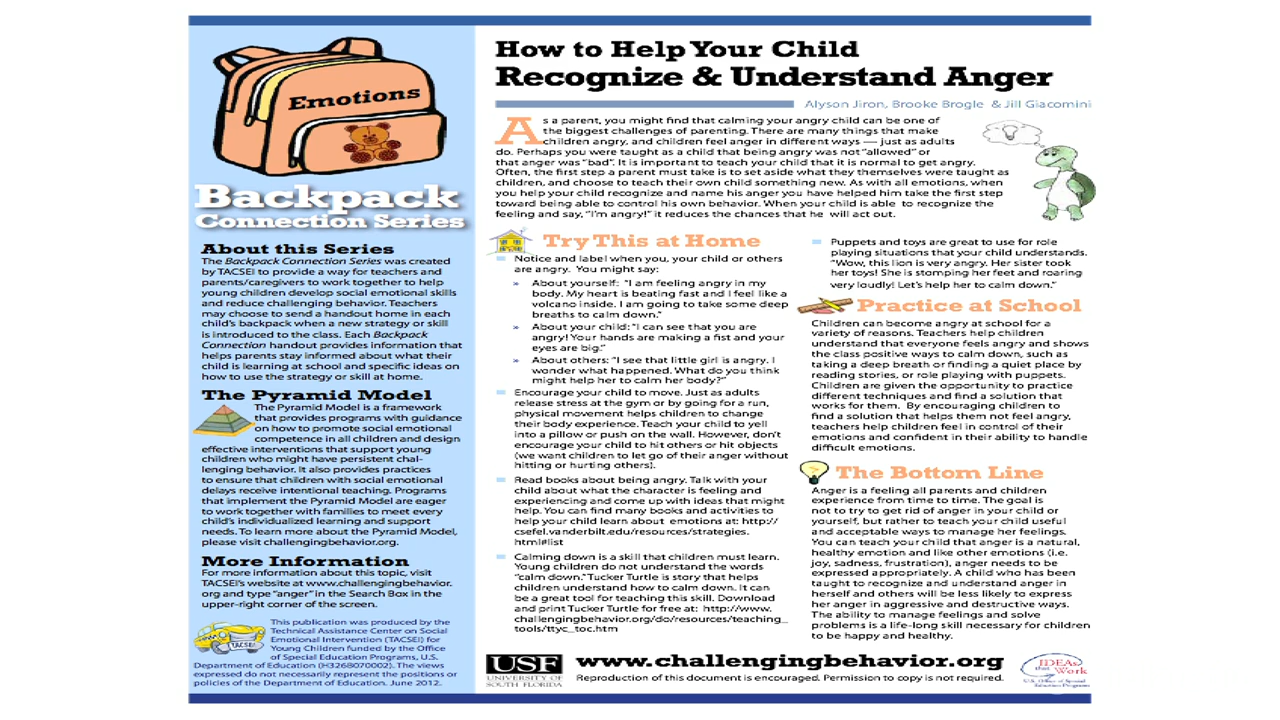 Emotions
Backpack
Connection Series
About this Series
The Backpack Connection Series was created
by TACSEI to provide a way for teachers and
parents/caregivers to work together to help
young children develop social emotional skills
and reduce challenging behavior. Teachers
may choose to send a handout home in each
child's backpack when a new strategy or skill
is introduced to the class. Each Backpack
Connection handout provides information that
helps parents stay informed about what their
child is learning at school and specific ideas on
how to use the strategy or skill at home.
The Pyramid Model
The Pyramid Model is a framework
that provides programs with guidance
on how to promote social emotional
competence in all children and design
effective interventions that support young
children who might have persistent chal-
lenging behavior. It also provides practices
to ensure that children with social emotional
delays receive intentional teaching. Programs
that implement the Pyramid Model are eager
to work together with families to meet every
child's individualized learning and support
needs. To learn more about the Pyramid Model,
please visit challengingbehavior.org.
More Information
For more information about this topic, visit
TACSEI's website at www.challengingbehavior.
org and type "anger" in the Search Box in the
upper-right corner of the screen.
TACSEI
This publication was produced by the
Technical Assistance Center on Social
Emotional Intervention (TACSEI) for
Young Children funded by the Office
of Special Education Programs, U.S.
Department of Education (H326B070002). The views
expressed do not necessarily represent the positions or
policies of the Department of Education. June 2012.
How to Help Your Child
Recognize & Understand Anger
Alyson Jiron, Brooke Brogle & Jill Giacomini
As a parent, you might find that calming your angry child can be one of
the biggest challenges of parenting. There are many things that make
children angry, and children feel anger in different ways — just as adults
do. Perhaps you were taught as a child that being angry was not "allowed" or
that anger was "bad". It is important to teach your child that it is normal to get angry.
Often, the first step a parent must take is to set aside what they themselves were taught as
children, and choose to teach their own child something new. As with all emotions, when
you help your child recognize and name his anger you have helped him take the first step
toward being able to control his own behavior. When your child is able to recognize the
feeling and say, "I'm angry!" it reduces the chances that he will act out.
Try This at Home
Notice and label when you, your child or others
are angry. You might say:
» About yourself: "I am feeling angry in my
body. My heart is beating fast and I feel like a
volcano inside. I am going to take some deep
breaths to calm down."
» About your child: "I can see that you are
angry! Your hands are making a fist and your
eyes are big."
» About others: "I see that little girl is angry. I
wonder what happened. What do you think
might help her to calm her body?"
Encourage your child to move. Just as adults
release stress at the gym or by going for a run,
physical movement helps children to change
their body experience. Teach your child to yell
into a pillow or push on the wall. However, don't
encourage your child to hit others or hit objects
(we want children to let go of their anger without
hitting or hurting others).
Read books about being angry. Talk with your
child about what the character is feeling and
experiencing and come up with ideas that might
help. You can find many books and activities to
help your child learn about emotions at: http://
csefel.vanderbilt.edu/resources/strategies.
html#list
Calming down is a skill that children must learn.
Young children do not understand the words
"calm down." Tucker Turtle is story that helps
children understand how to calm down. It can
be a great tool for teaching this skill. Download
and print Tucker Turtle for free at: http://www.
challengingbehavior.org/do/resources/teaching_
tools/ttyc_toc.htm
Puppets and toys are great to use for role
playing situations that your child understands.
"Wow, this lion is very angry. Her sister took
her toys! She is stomping her feet and roaring
very loudly! Let's help her to calm down."
Practice at School
Children can become angry at school for a
variety of reasons. Teachers help children
understand that everyone feels angry and shows
the class positive ways to calm down, such as
taking a deep breath or finding a quiet place by
reading stories, or role playing with puppets.
Children are given the opportunity to practice
different techniques and find a solution that
works for them. By encouraging children to
find a solution that helps them not feel angry,
teachers help children feel in control of their
emotions and confident in their ability to handle
difficult emotions.
The Bottom Line
Anger is a feeling all parents and children
experience from time to time. The goal is
not to try to get rid of anger in your child or
yourself, but rather to teach your child useful
and acceptable ways to manage her feelings.
You can teach your child that anger is a natural,
healthy emotion and like other emotions (i.e.
joy, sadness, frustration), anger needs to be
expressed appropriately. A child who has been
taught to recognize and understand anger in
herself and others will be less likely to express
her anger in aggressive and destructive ways.
The ability to manage feelings and solve
problems is a life-long skill necessary for children
to be happy and healthy.
USF
UNIVERSITY OF
SOUTH FLORIDA
www.challengingbehavior.org
Reproduction of this document is encouraged. Permission to copy is not required.
IDEAs
that Work
U.S. Office of Special
Education Programs